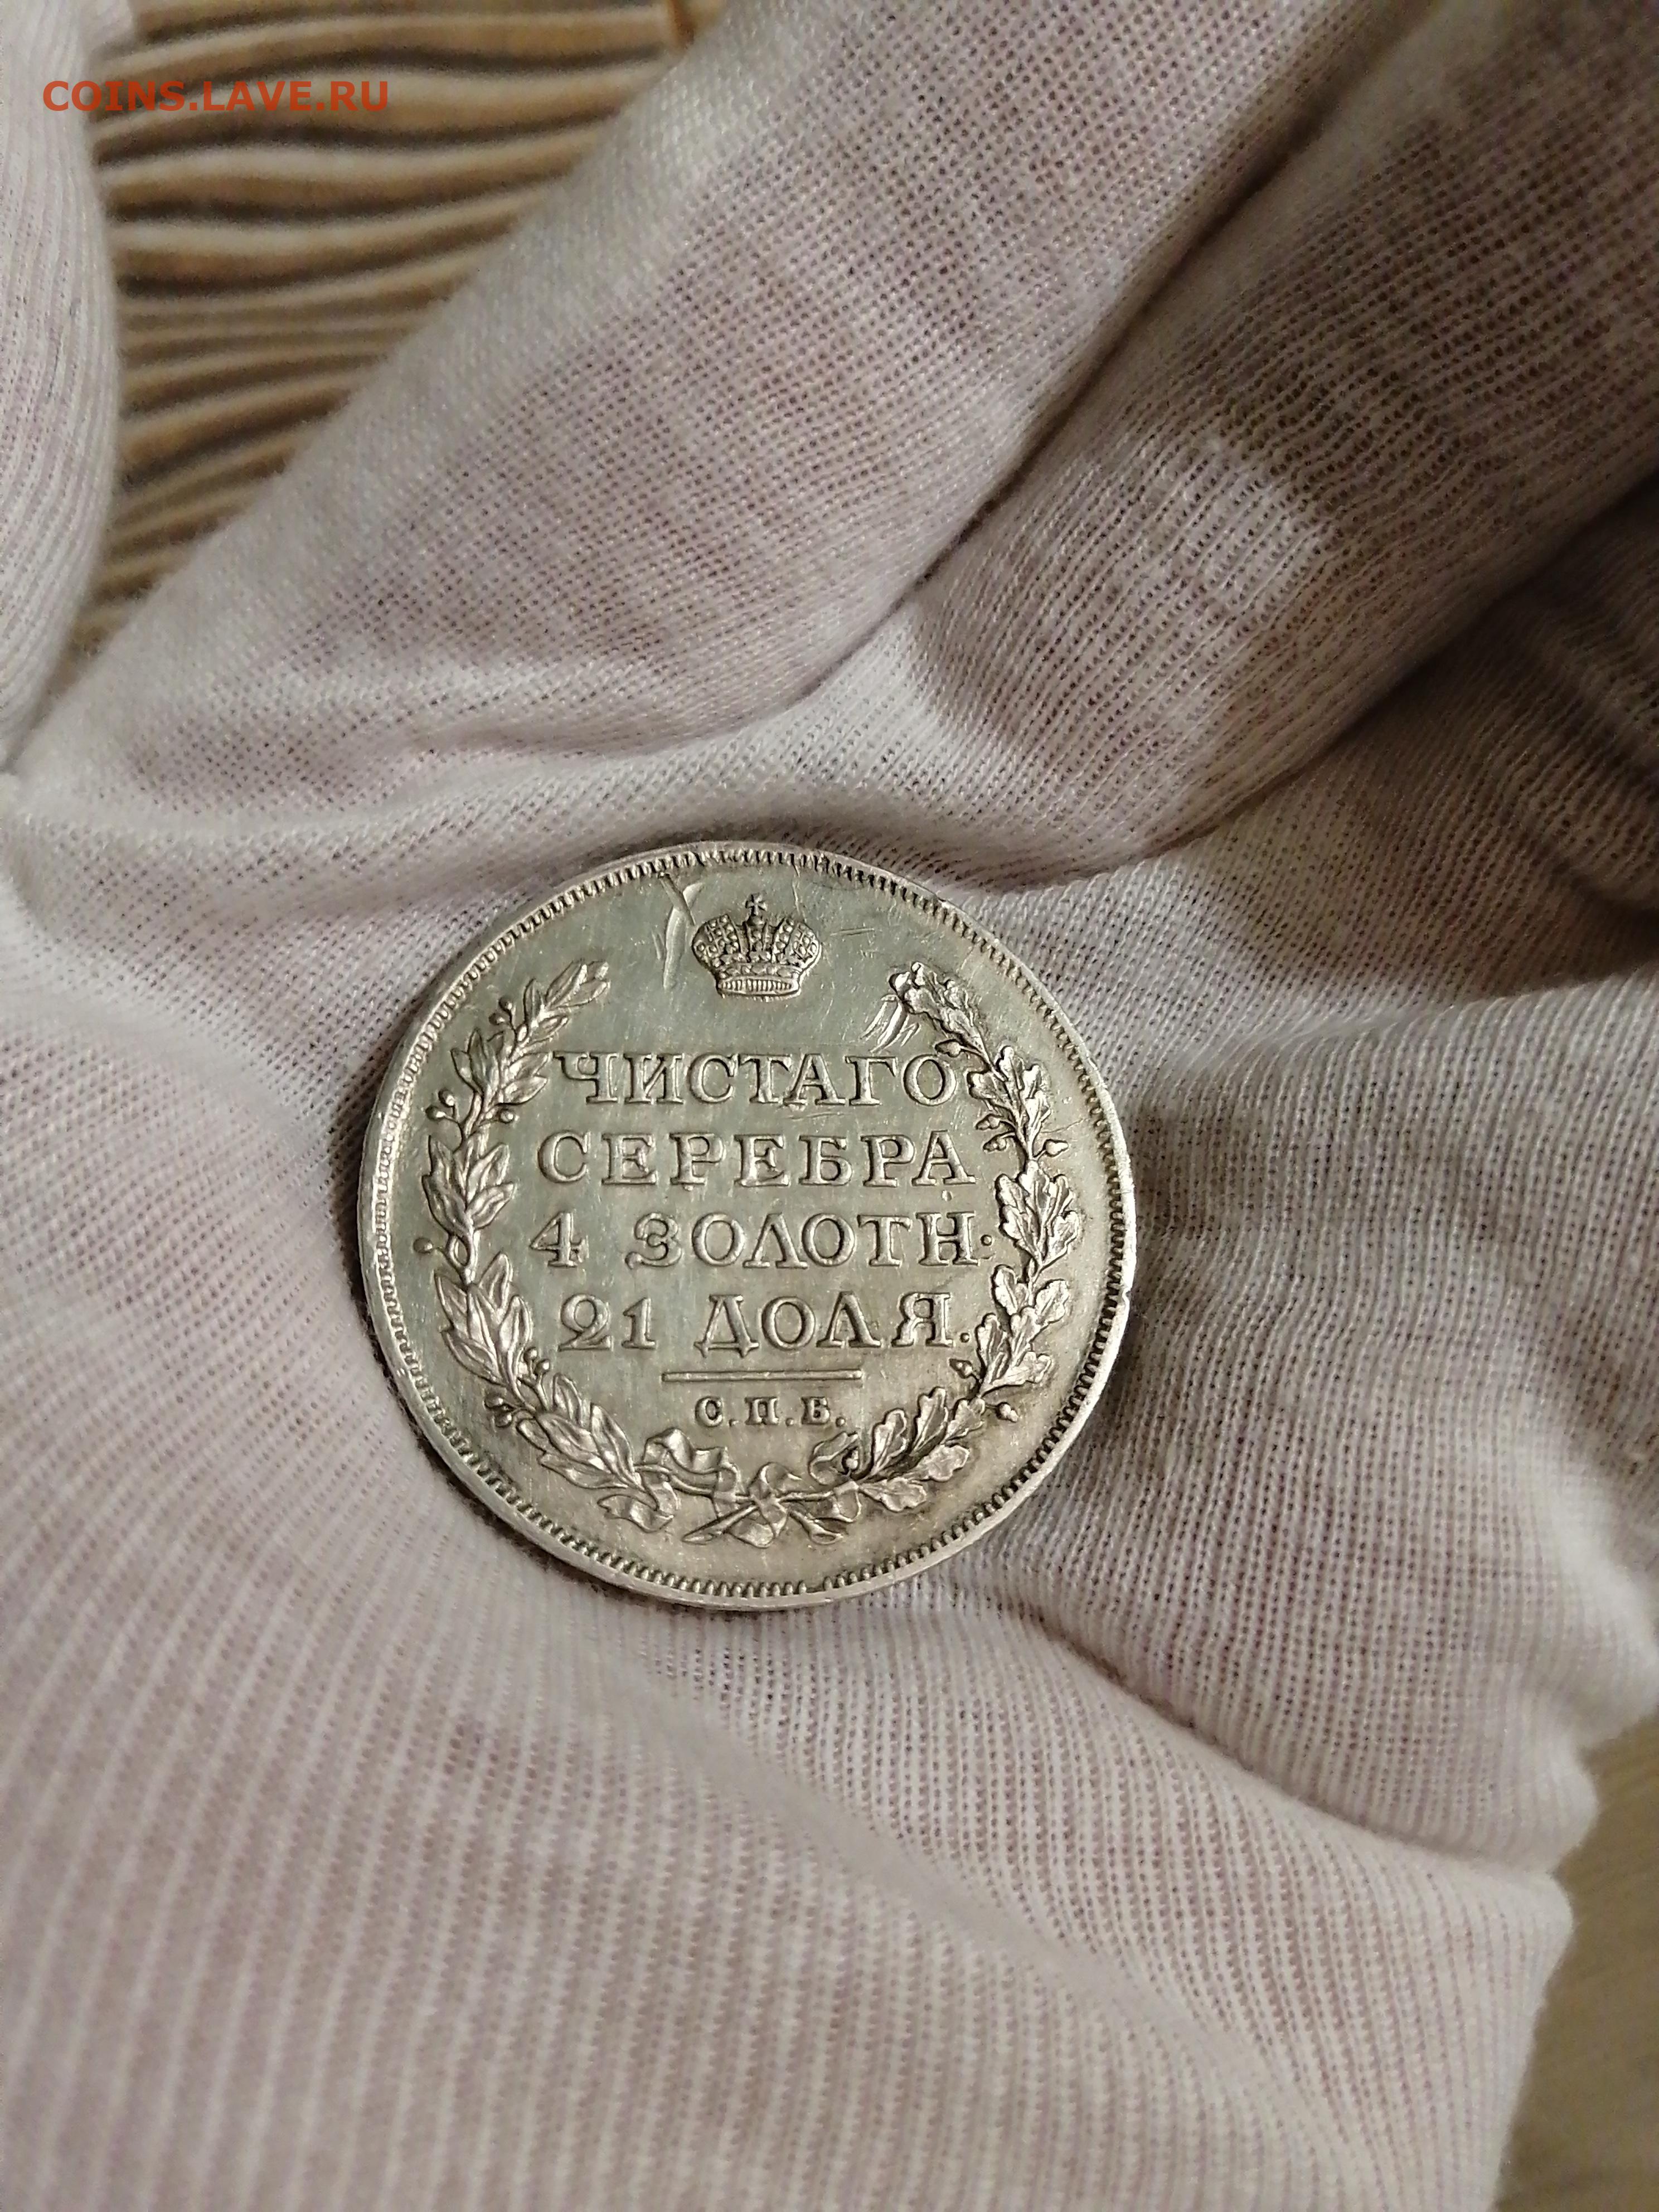 COINS.LAVE.RU
ЧИСТАГО
СЕРЕБРА
4 ЗОЛОТН.
21 ДОЛЯ.
С.П.Б.